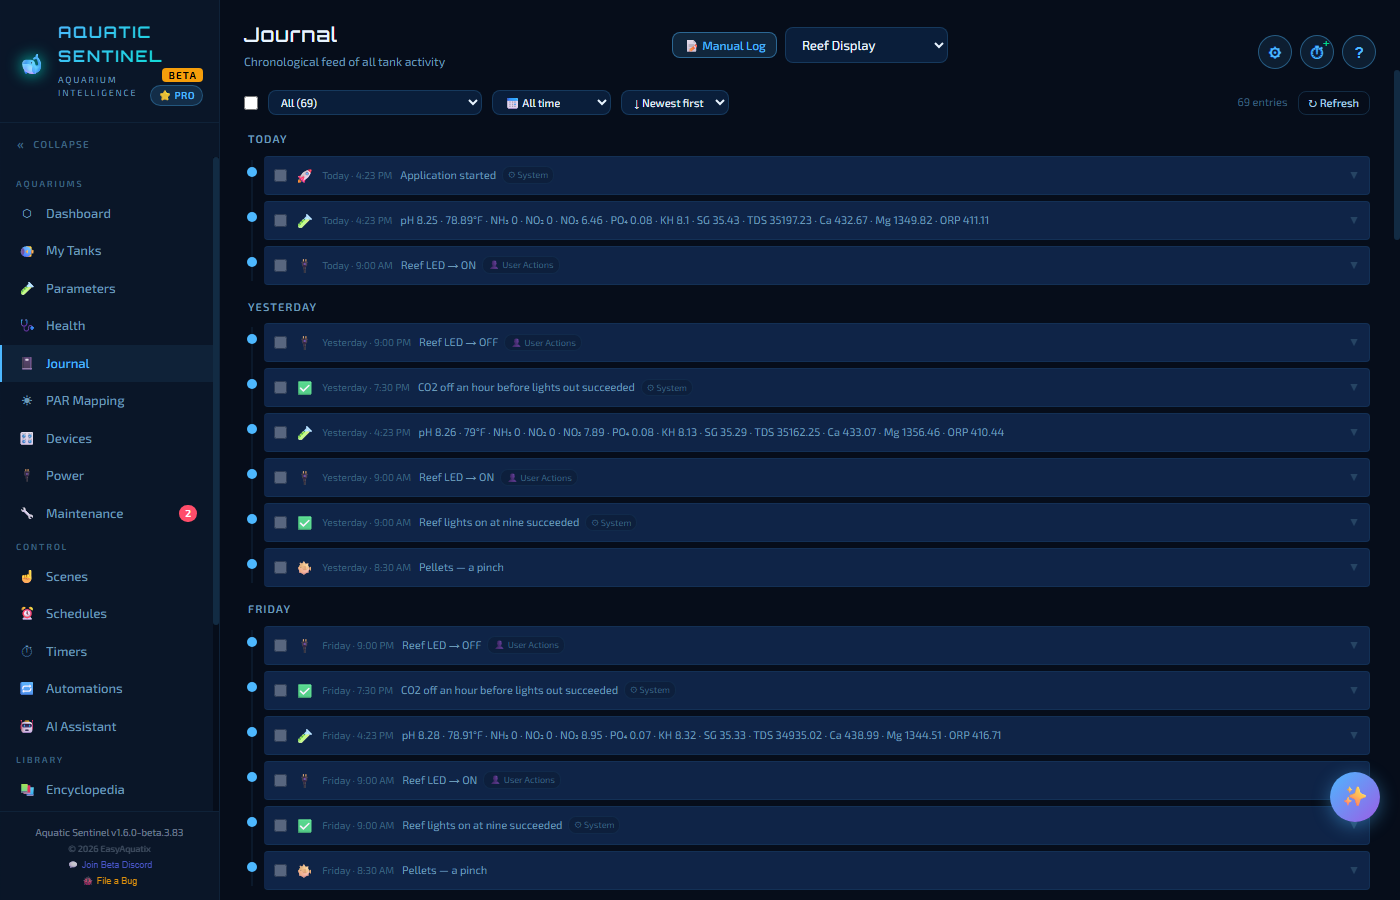 AQUATIC
SENTINEL
AQUARIUM
INTELLIGENCE
BETA
PRO
« COLLAPSE
AQUARIUMS
Dashboard
My Tanks
Parameters
Health
Journal
PAR Mapping
Devices
Power
Maintenance 2
CONTROL
Scenes
Schedules
Timers
Automations
AI Assistant
LIBRARY
Encyclopedia
Aquatic Sentinel v1.6.0-beta.3.83
© 2026 EasyAquatix
Join Beta Discord
File a Bug
Journal
Chronological feed of all tank activity
Manual Log
Reef Display
?
All (69)
All time
↓ Newest first
69 entries
↻ Refresh
TODAY
Today · 4:23 PM Application started System
Today · 4:23 PM pH 8.25 · 78.89°F · NH₃ 0 · NO₂ 0 · NO₃ 6.46 · PO₄ 0.08 · KH 8.1 · SG 35.43 · TDS 35197.23 · Ca 432.67 · Mg 1349.82 · ORP 411.11
Today · 9:00 AM Reef LED → ON User Actions
YESTERDAY
Yesterday · 9:00 PM Reef LED → OFF User Actions
Yesterday · 7:30 PM CO2 off an hour before lights out succeeded System
Yesterday · 4:23 PM pH 8.26 · 79°F · NH₃ 0 · NO₂ 0 · NO₃ 7.89 · PO₄ 0.08 · KH 8.13 · SG 35.29 · TDS 35162.25 · Ca 433.07 · Mg 1356.46 · ORP 410.44
Yesterday · 9:00 AM Reef LED → ON User Actions
Yesterday · 9:00 AM Reef lights on at nine succeeded System
Yesterday · 8:30 AM Pellets — a pinch
FRIDAY
Friday · 9:00 PM Reef LED → OFF User Actions
Friday · 7:30 PM CO2 off an hour before lights out succeeded System
Friday · 4:23 PM pH 8.28 · 78.91°F · NH₃ 0 · NO₂ 0 · NO₃ 8.95 · PO₄ 0.07 · KH 8.32 · SG 35.33 · TDS 34935.02 · Ca 438.99 · Mg 1344.51 · ORP 416.71
Friday · 9:00 AM Reef LED → ON User Actions
Friday · 9:00 AM Reef lights on at nine succeeded System
Friday · 8:30 AM Pellets — a pinch